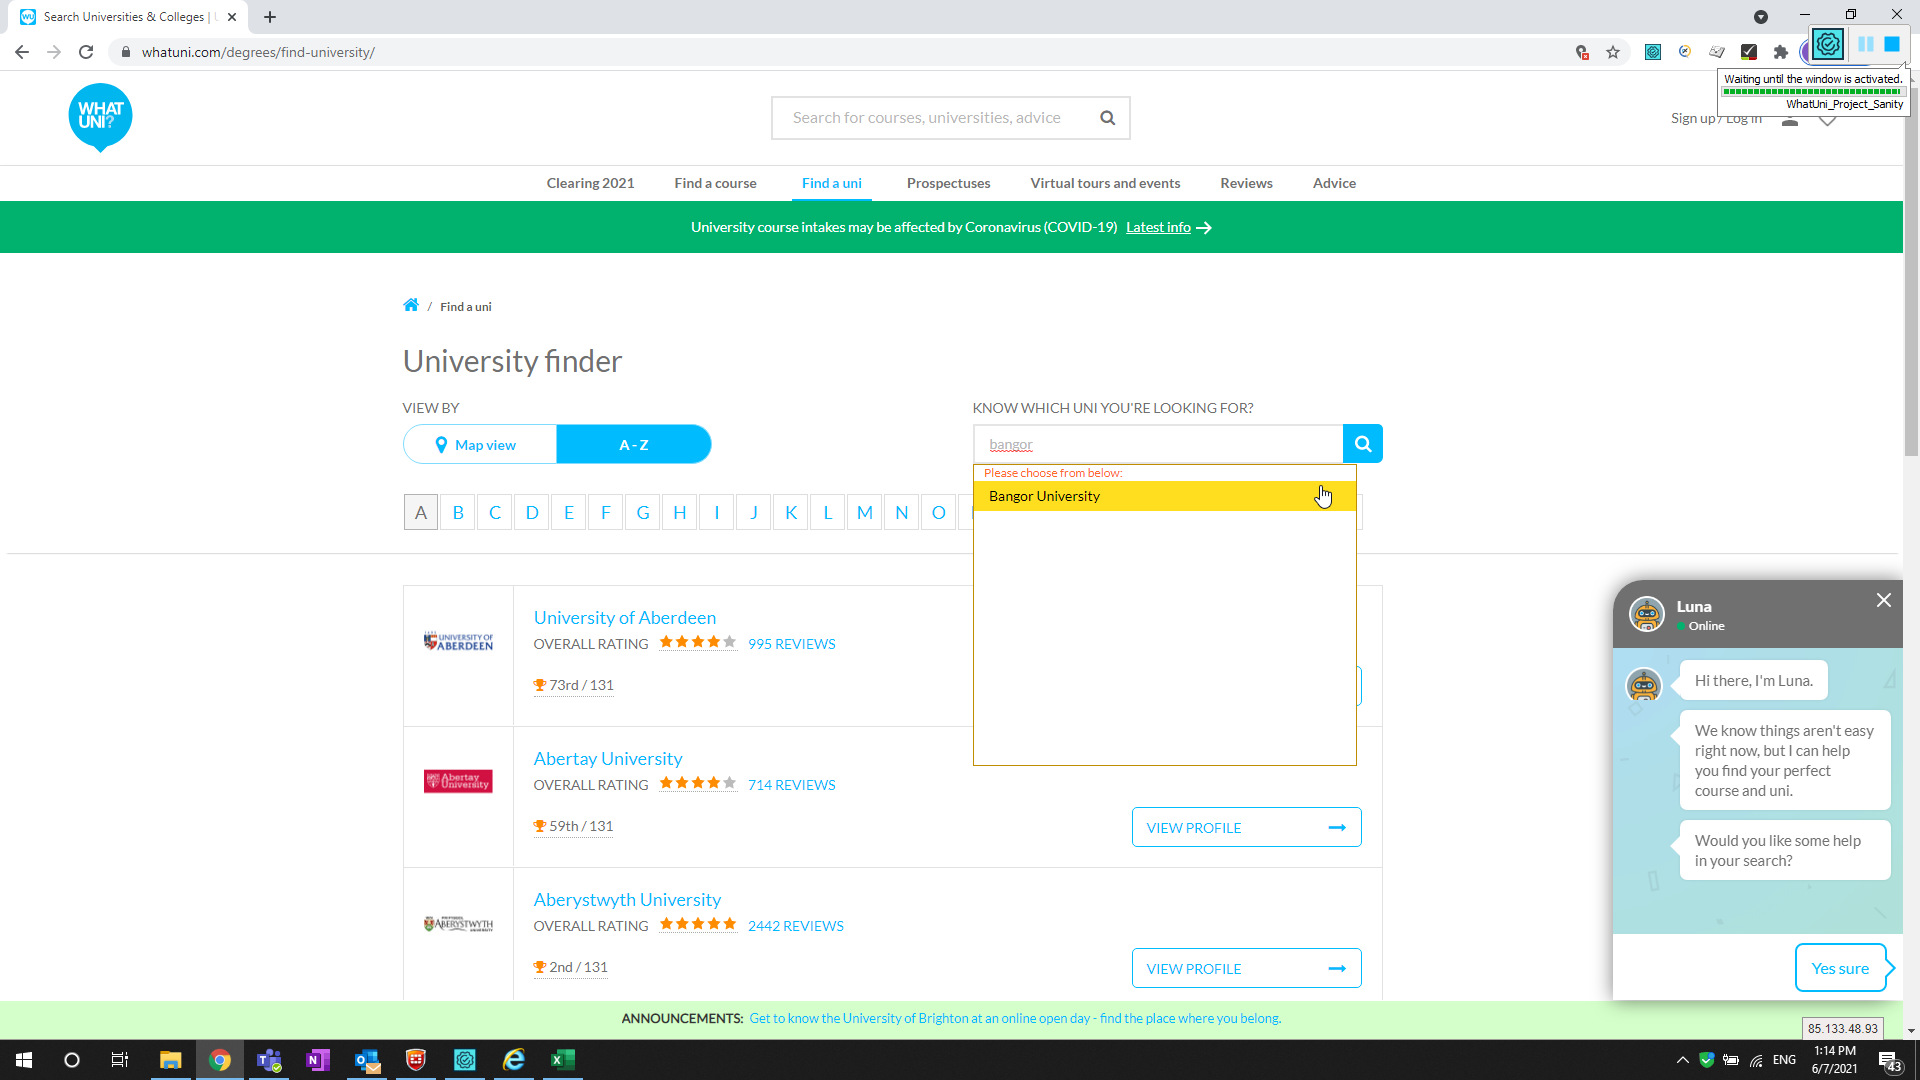 Search Universities & Colleges |
whatuni.com/degrees/find-university/
Waiting until the window is activated.
WhatUni_Project_Sanity
WHAT
UNI?
Search for courses, universities, advice
Sign up / Log in
Clearing 2021 Find a course Find a uni Prospectuses Virtual tours and events Reviews Advice
University course intakes may be affected by Coronavirus (COVID-19) Latest info
/ Find a uni
University finder
VIEW BY
KNOW WHICH UNI YOU'RE LOOKING FOR?
Map view
A - Z
bangor
Please choose from below:
Bangor University
A B C D E F G H I J K L M N O
UNIVERSITY OF
ABERDEEN
University of Aberdeen
OVERALL RATING 995 REVIEWS
73rd / 131
Abertay
University
Abertay University
OVERALL RATING 714 REVIEWS
59th / 131
VIEW PROFILE
ABERYSTWYTH
Aberystwyth University
OVERALL RATING 2442 REVIEWS
2nd / 131
VIEW PROFILE
Luna
Online
Hi there, I'm Luna.
We know things aren't easy
right now, but I can help
you find your perfect
course and uni.
Would you like some help
in your search?
Yes sure
ANNOUNCEMENTS: Get to know the University of Brighton at an online open day - find the place where you belong.
85.133.48.93
ENG
1:14 PM
6/7/2021
43